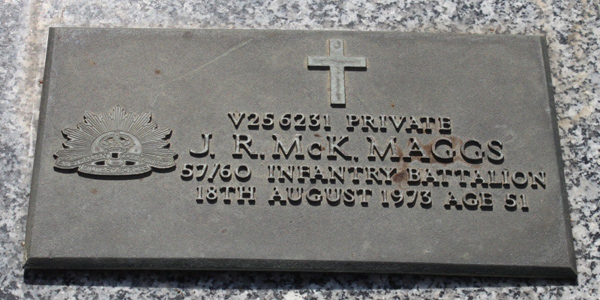 V256231 PRIVATE
J. R. McK. MAGGS
57/60 INFANTRY BATTALION
18TH AUGUST 1973 AGE 51